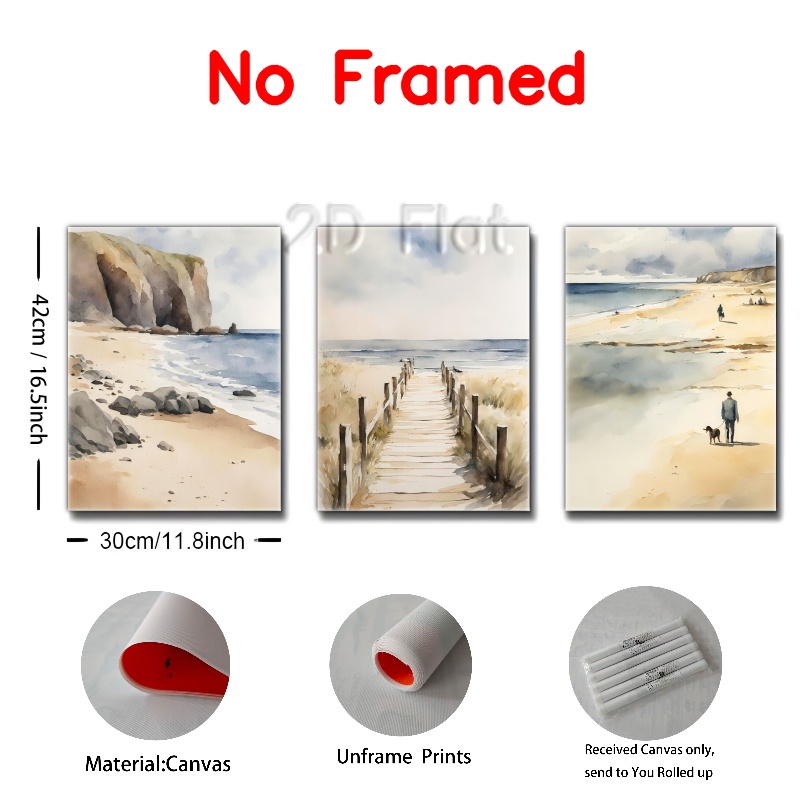 No Framed
2D Flat
42cm / 16.5inch
30cm/11.8inch
Material:Canvas
Unframe Prints
Received Canvas only,
send to You Rolled up